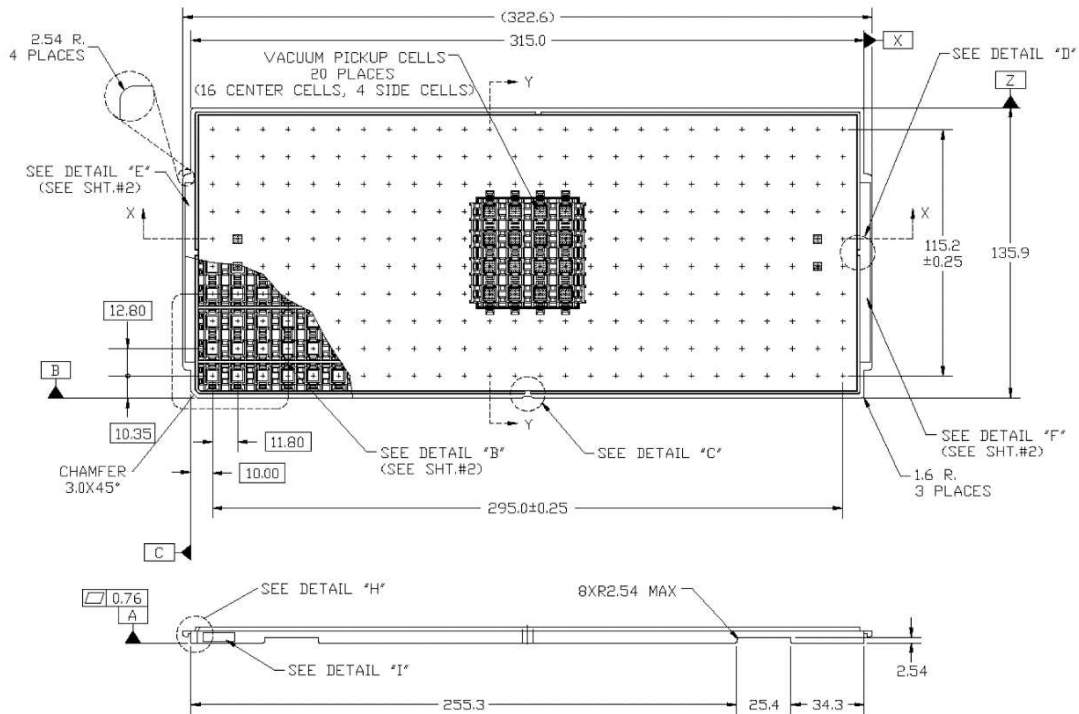 (322.6)
315.0
X
2.54 R.
4 PLACES
VACUUM PICKUP CELLS
20 PLACES
(16 CENTER CELLS, 4 SIDE CELLS)
Y
SEE DETAIL "D"
Z
SEE DETAIL "E"
(SEE SHT.#2)
X
X
115.2
±0.25
135.9
12.80
B
10.35
11.80
10.00
CHAMFER
3.0X45°
Y
SEE DETAIL "B"
(SEE SHT.#2)
SEE DETAIL "C"
SEE DETAIL "F"
(SEE SHT.#2)
1.6 R.
3 PLACES
295.0±0.25
C
SEE DETAIL "H"
8XR2.54 MAX
0.76
A
SEE DETAIL "I"
2.54
255.3
25.4
34.3